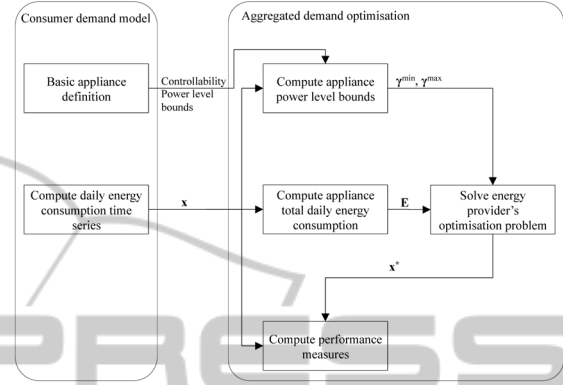 Consumer demand model
Aggregated demand optimisation
Basic appliance
definition
Controllability
Power level
bounds
Compute appliance
power level bounds
γmin, γmax
Compute daily energy
consumption time
series
x
Compute appliance
total daily energy
consumption
E
Solve energy
provider's
optimisation problem
x*
Compute performance
measures
PRESS